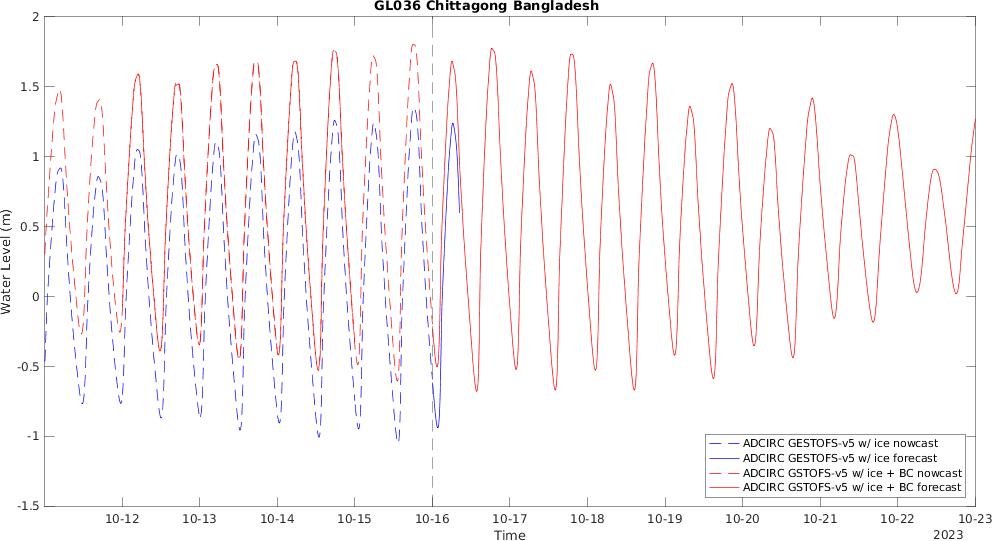 GL036 Chittagong Bangladesh
2
1.5
1
0.5
0
-0.5
-1
-1.5
Water Level (m)
ADCIRC GESTOFS-v5 w/ ice nowcast
ADCIRC GESTOFS-v5 w/ ice forecast
ADCIRC GSTOFS-v5 w/ ice + BC nowcast
ADCIRC GSTOFS-v5 w/ ice + BC forecast
10-12 10-13 10-14 10-15 10-16 10-17 10-18 10-19 10-20 10-21 10-22 10-23
Time
2023